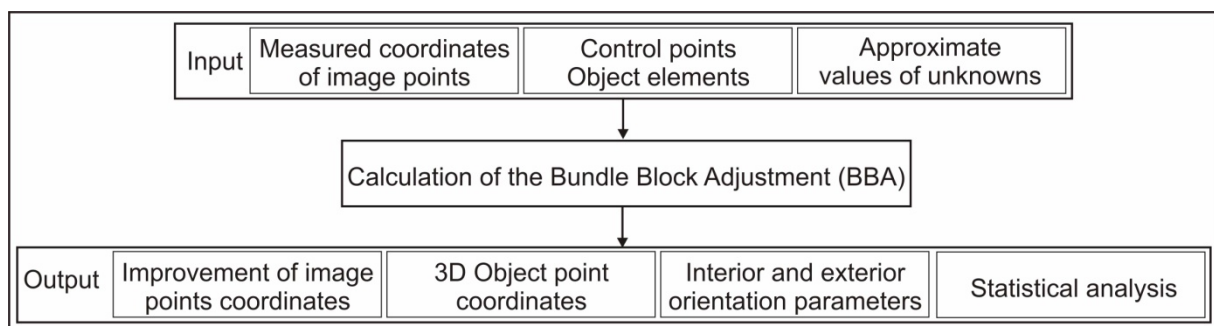 Input
Measured coordinates
of image points
Control points
Object elements
Approximate
values of unknowns
Calculation of the Bundle Block Adjustment (BBA)
Output
Improvement of image
points coordinates
3D Object point
coordinates
Interior and exterior
orientation parameters
Statistical analysis